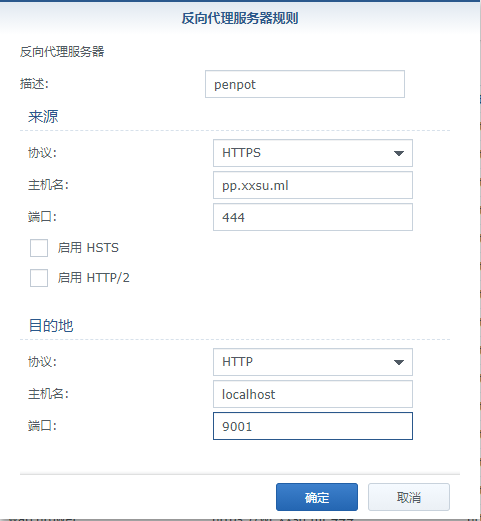 反向代理服务器规则
反向代理服务器
描述: penpot
来源
协议: HTTPS
主机名: pp.xxsu.ml
端口: 444
启用 HSTS
启用 HTTP/2
目的地
协议: HTTP
主机名: localhost
端口: 9001
确定 取消